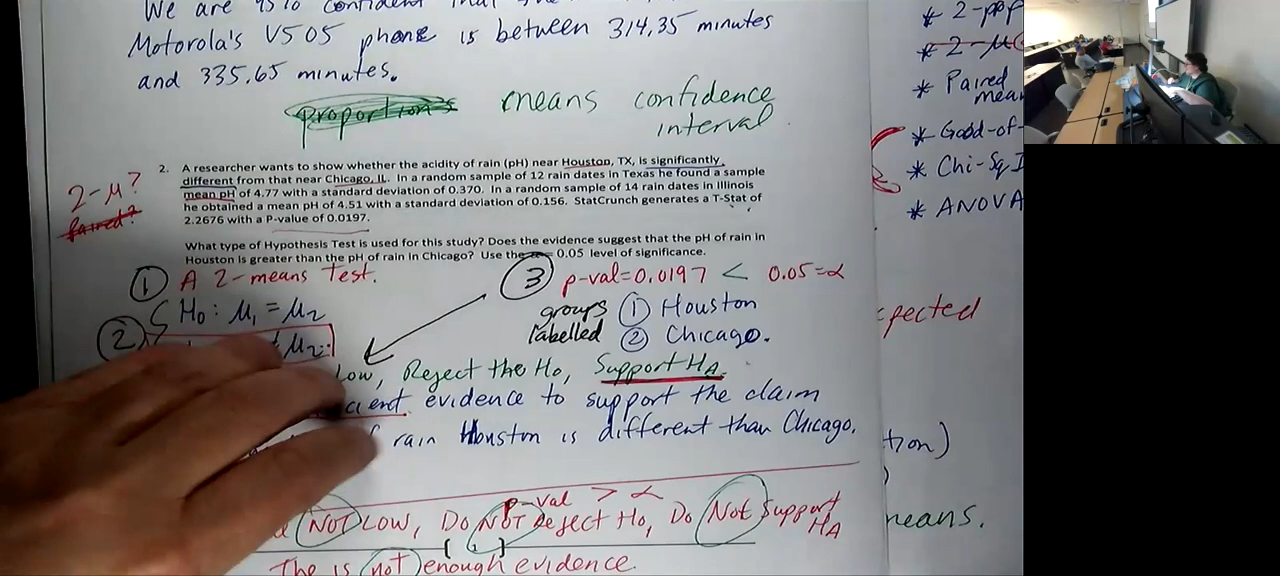 We are 95% confident that the
Motorola's V505 phone is between 314.35 minutes
and 335.65 minutes.
proportion's means confidence
interval
2. A researcher wants to show whether the acidity of rain (pH) near Houston, TX, is significantly
different from that near Chicago, IL. In a random sample of 12 rain dates in Texas he found a sample
mean pH of 4.77 with a standard deviation of 0.370. In a random sample of 14 rain dates in Illinois
he obtained a mean pH of 4.51 with a standard deviation of 0.156. StatCrunch generates a T-Stat of
2.2676 with a P-value of 0.0197.
2-μ?
paired?
What type of Hypothesis Test is used for this study? Does the evidence suggest that the pH of rain in
Houston is greater than the pH of rain in Chicago? Use the = 0.05 level of significance.
① A 2-means Test.
② H₀: μ₁ = μ₂
μ₂
③ p-val=0.0197 < 0.05=α
groups ① Houston
labelled ② Chicago.
Low, Reject the H₀, Support HA.
evidence to support the claim
rain Houston is different than Chicago.
p-val > α
NOT LOW, Do NOT Reject H₀, Do Not Support
HA
The is not enough evidence.
* 2-pop
* 2-μ
* Paired
mean
* Good-of-
* Chi-Sq I
* ANOVA
pected
tion)
)
means.